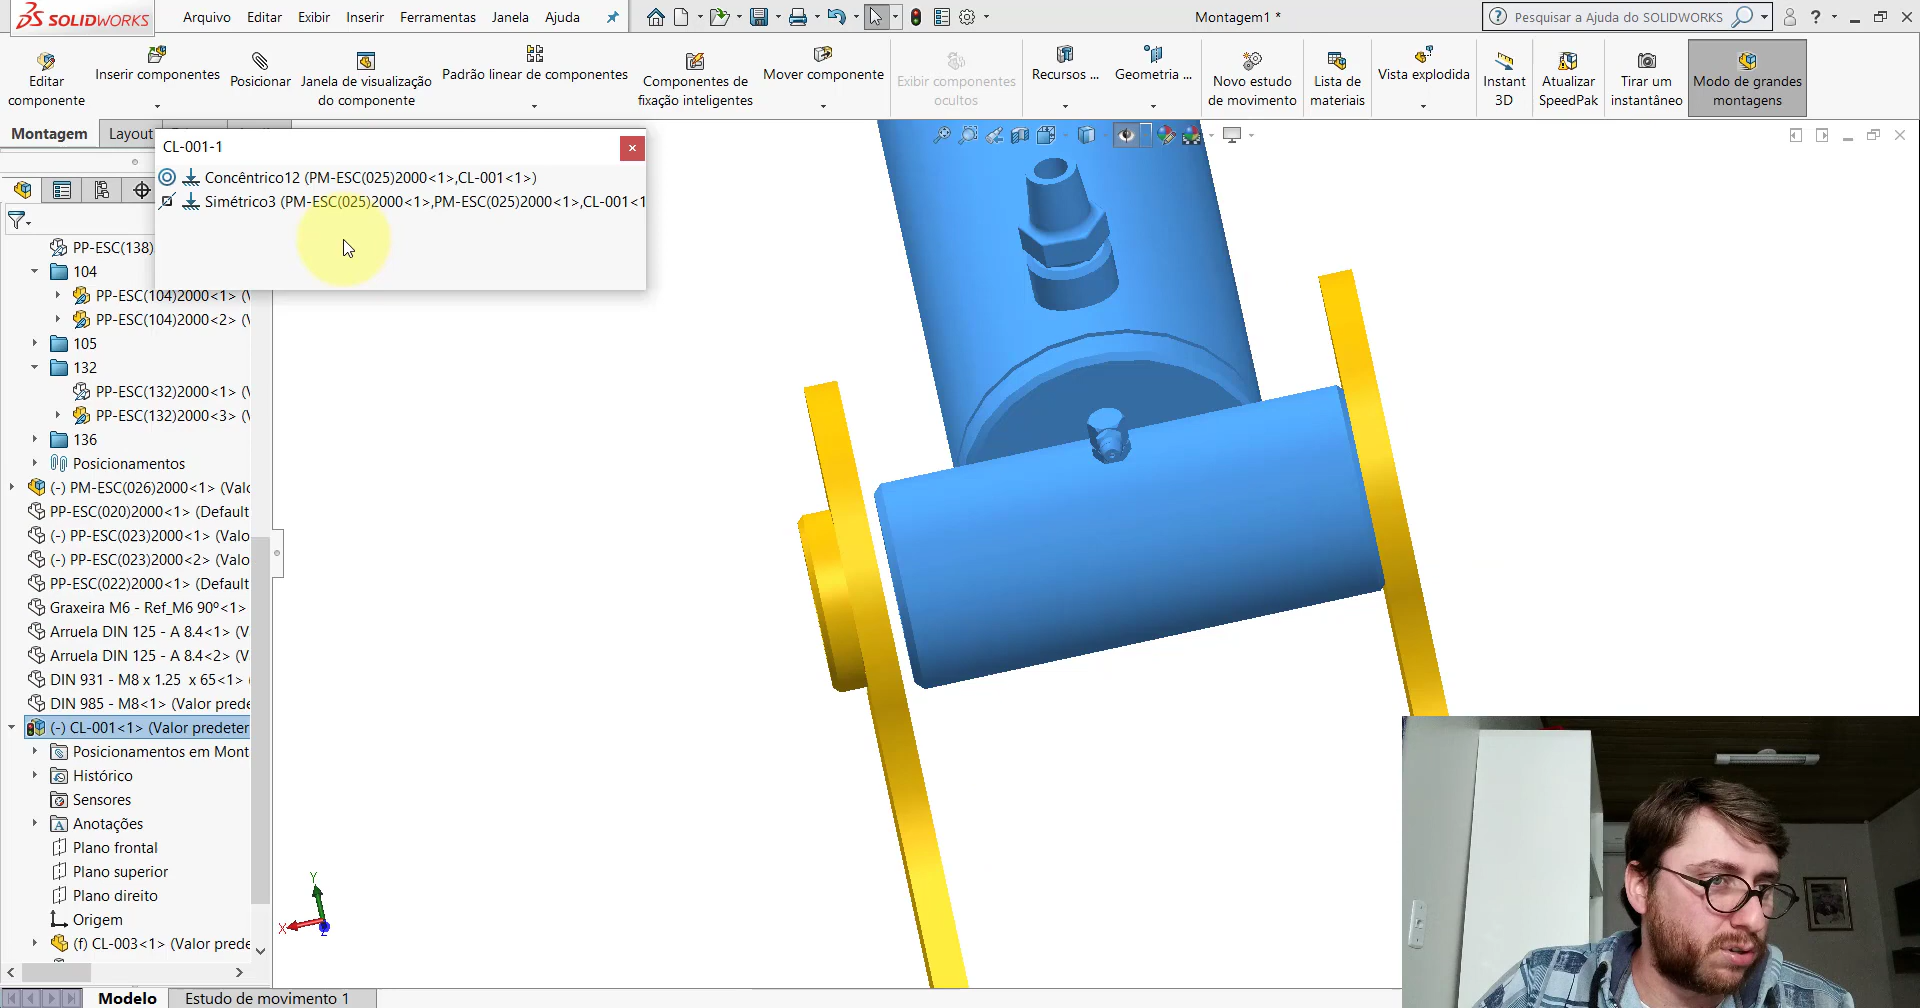 SOLIDWORKS Arquivo Editar Exibir Inserir Ferramentas Janela Ajuda Montagem1 * Pesquisar a Ajuda do SOLIDWORKS ?
Editar componente
Inserir componentes
Posicionar
Janela de visualização do componente
Padrão linear de componentes
Componentes de fixação inteligentes
Mover componente
Exibir componentes ocultos
Recursos ...
Geometria ...
Novo estudo de movimento
Lista de materiais
Vista explodida
Instant 3D
Atualizar SpeedPak
Tirar um instantâneo
Modo de grandes montagens
Montagem Layout
CL-001-1
Concêntrico12 (PM-ESC(025)2000<1>,CL-001<1>)
Simétrico3 (PM-ESC(025)2000<1>,PM-ESC(025)2000<1>,CL-001<1
PP-ESC(138)
104
PP-ESC(104)2000<1> (V
PP-ESC(104)2000<2> (V
105
132
PP-ESC(132)2000<1> (V
PP-ESC(132)2000<3> (V
136
Posicionamentos
(-) PM-ESC(026)2000<1> (Valo
PP-ESC(020)2000<1> (Default
(-) PP-ESC(023)2000<1> (Valo
(-) PP-ESC(023)2000<2> (Valo
PP-ESC(022)2000<1> (Default
Graxeira M6 - Ref_M6 90º<1>
Arruela DIN 125 - A 8.4<1> (V
Arruela DIN 125 - A 8.4<2> (V
DIN 931 - M8 x 1.25 x 65<1>
DIN 985 - M8<1> (Valor prede
(-) CL-001<1> (Valor predeter
Posicionamentos em Mont
Histórico
Sensores
Anotações
Plano frontal
Plano superior
Plano direito
Origem
(f) CL-003<1> (Valor prede
Y
X
Z
Modelo Estudo de movimento 1